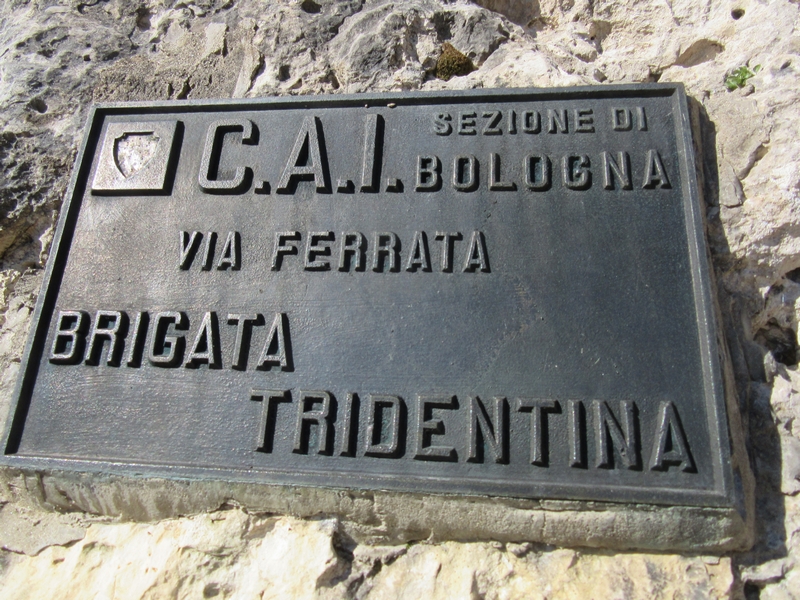 C.A.I. SEZIONE DI
BOLOGNA
VIA FERRATA
BRIGATA
TRIDENTINA